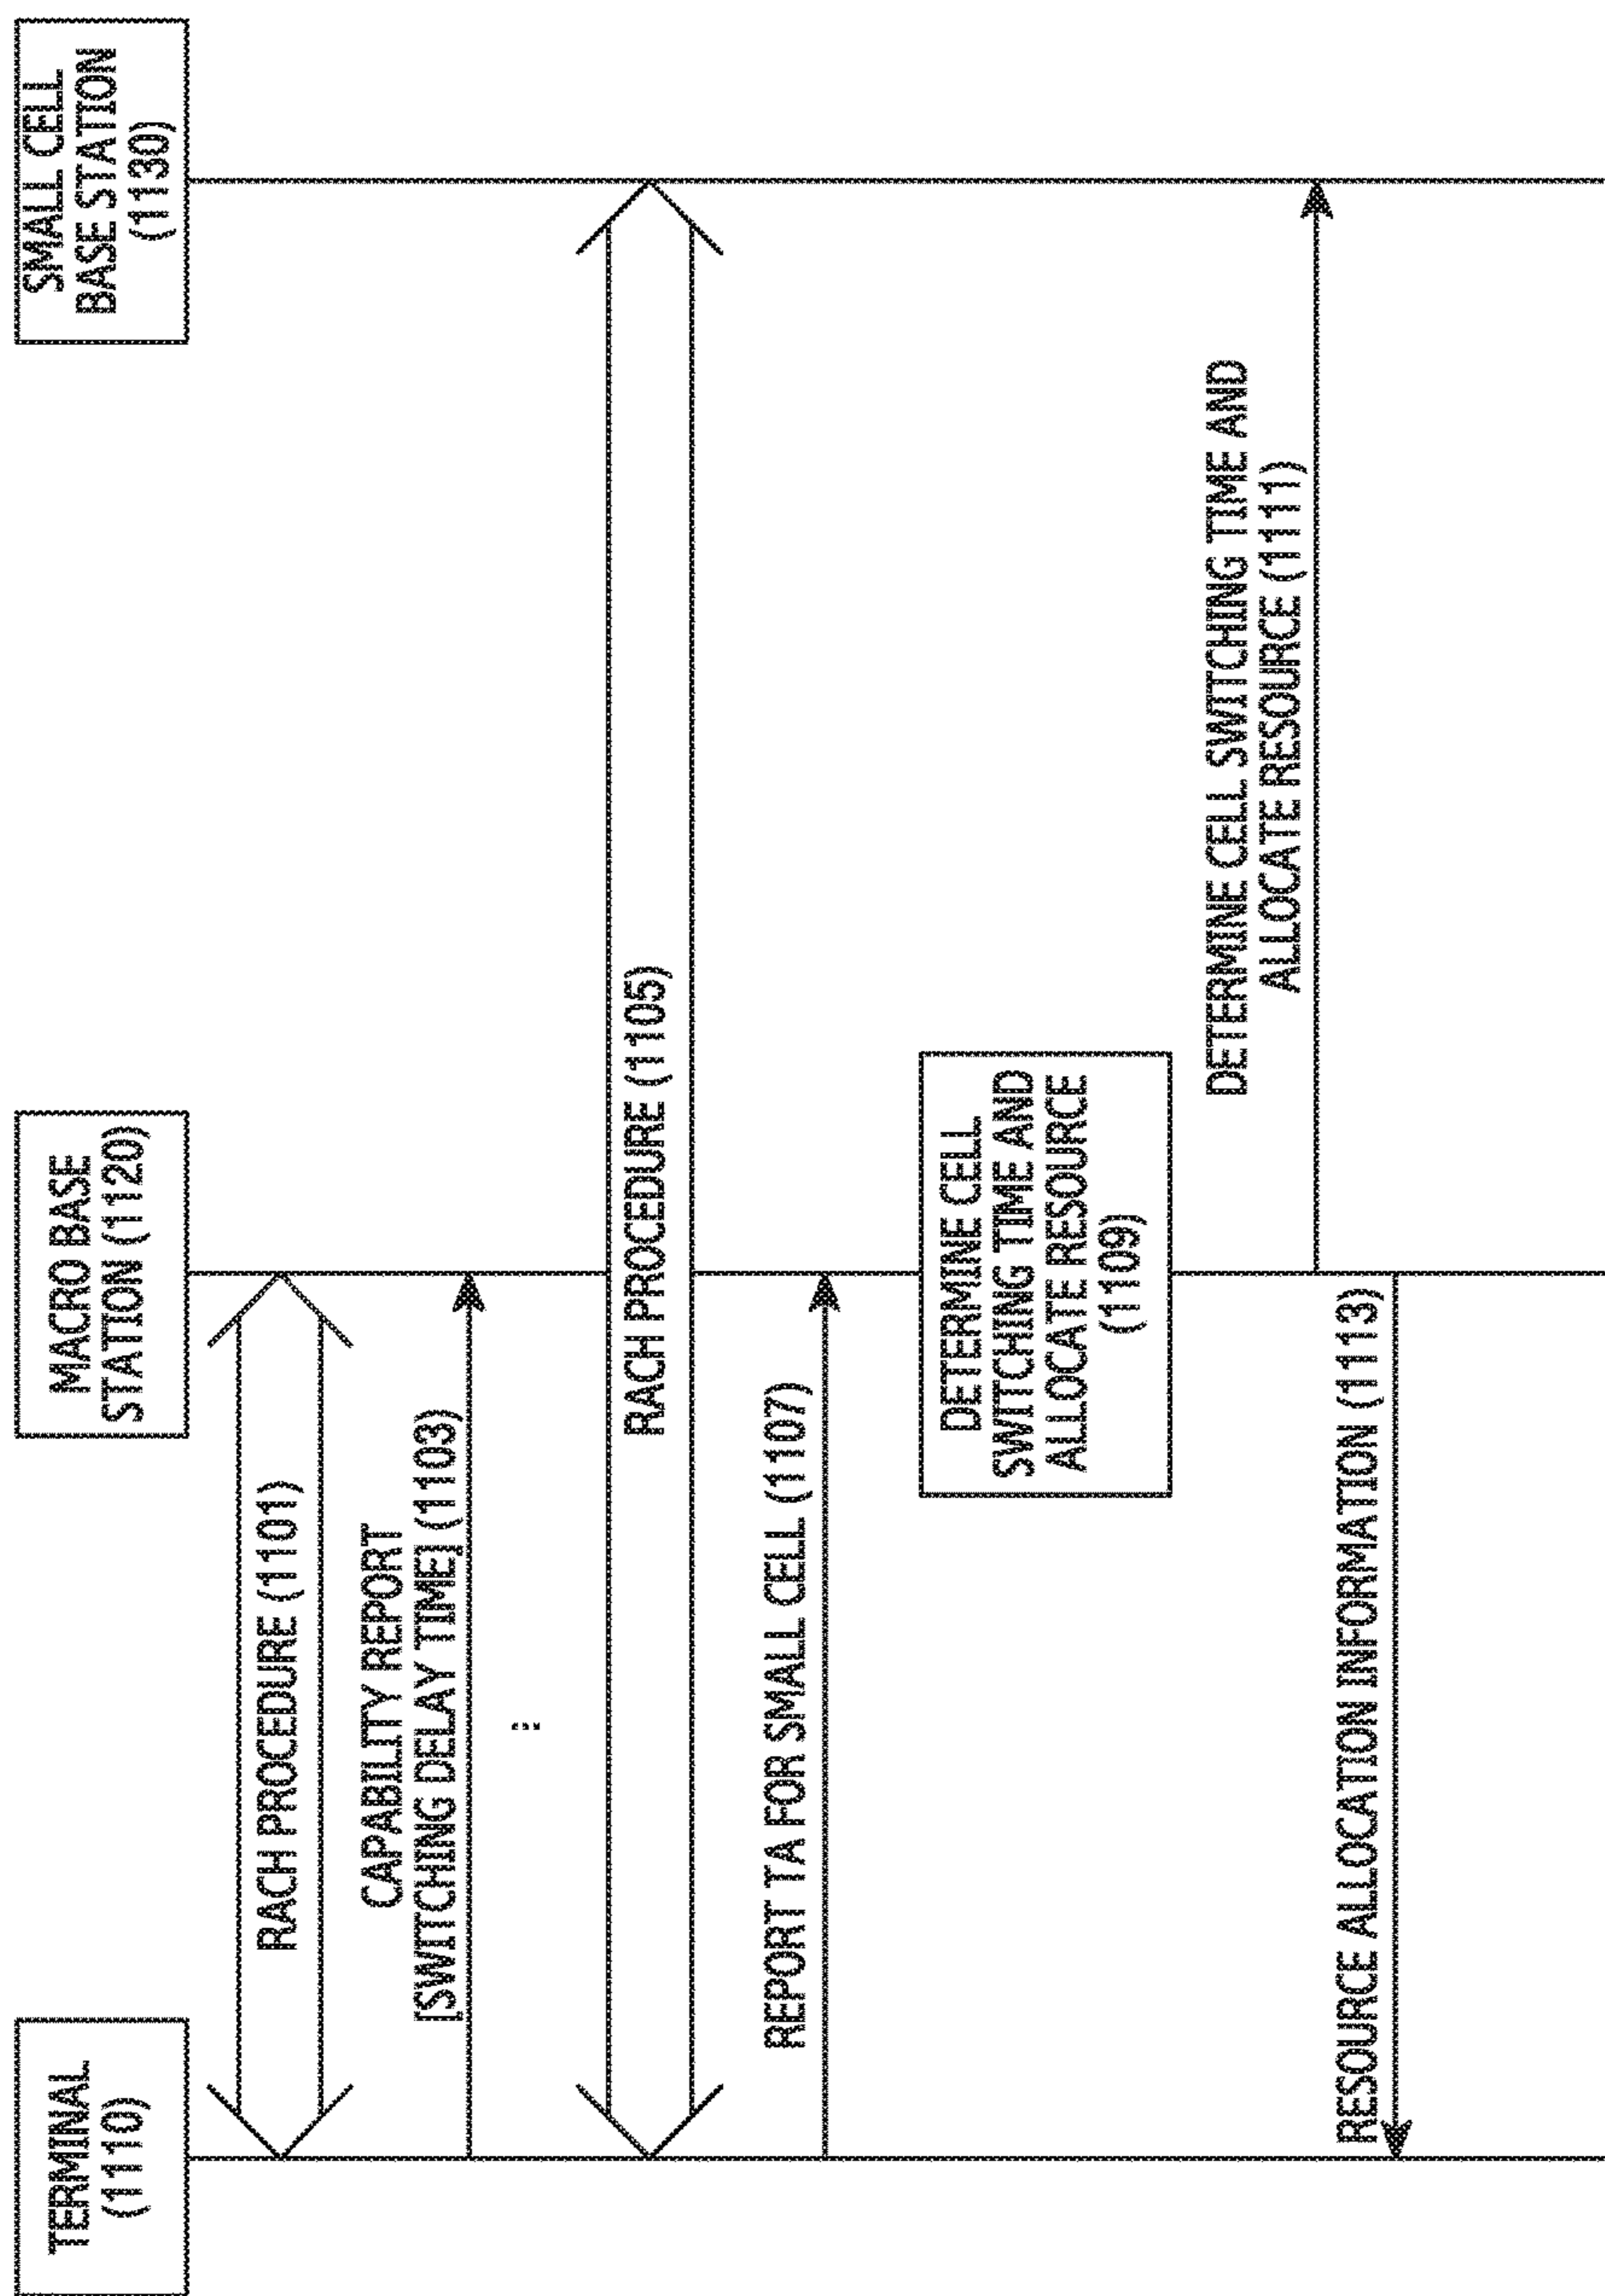 TERMINAL
(1110)
MACRO BASE
STATION (1120)
SMALL CELL
BASE STATION
(1130)
RACH PROCEDURE (1101)
CAPABILITY REPORT
[SWITCHING DELAY TIME] (1103)
...
RACH PROCEDURE (1105)
REPORT TA FOR SMALL CELL (1107)
DETERMINE CELL
SWITCHING TIME AND
ALLOCATE RESOURCE
(1109)
DETERMINE CELL SWITCHING TIME AND
ALLOCATE RESOURCE (1111)
RESOURCE ALLOCATION INFORMATION (1113)